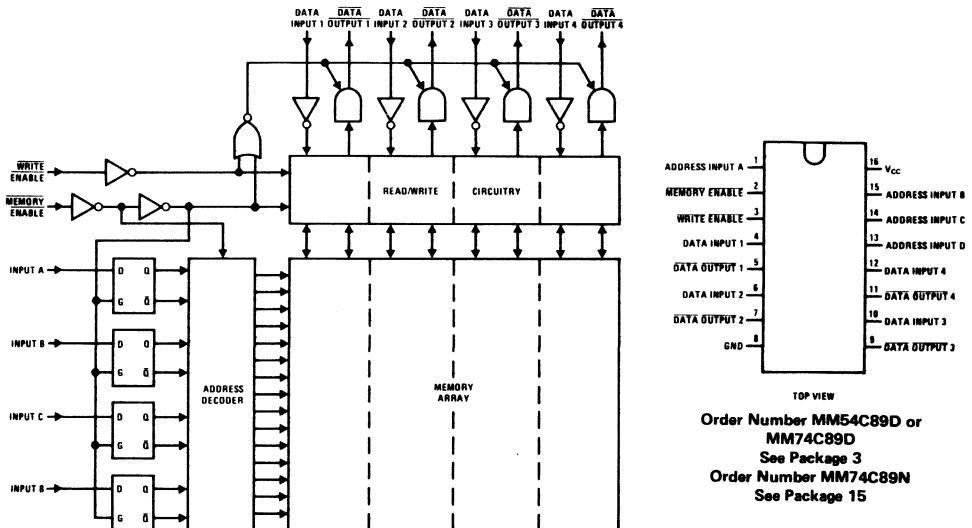 DATA INPUT 1
DATA OUTPUT 1
DATA INPUT 2
DATA OUTPUT 2
DATA INPUT 3
DATA OUTPUT 3
DATA INPUT 4
DATA OUTPUT 4
WRITE ENABLE
MEMORY ENABLE
READ/WRITE CIRCUITRY
INPUT A
D Q
G Q̅
INPUT B
D Q
G Q̅
INPUT C
D Q
G Q̅
INPUT B
D Q
G Q̅
ADDRESS DECODER
MEMORY ARRAY
ADDRESS INPUT A 1
MEMORY ENABLE 2
WRITE ENABLE 3
DATA INPUT 1 4
DATA OUTPUT 1 5
DATA INPUT 2 6
DATA OUTPUT 2 7
GND 8
16 VCC
15 ADDRESS INPUT B
14 ADDRESS INPUT C
13 ADDRESS INPUT D
12 DATA INPUT 4
11 DATA OUTPUT 4
10 DATA INPUT 3
9 DATA OUTPUT 3
TOP VIEW
Order Number MM54C89D or
MM74C89D
See Package 3
Order Number MM74C89N
See Package 15